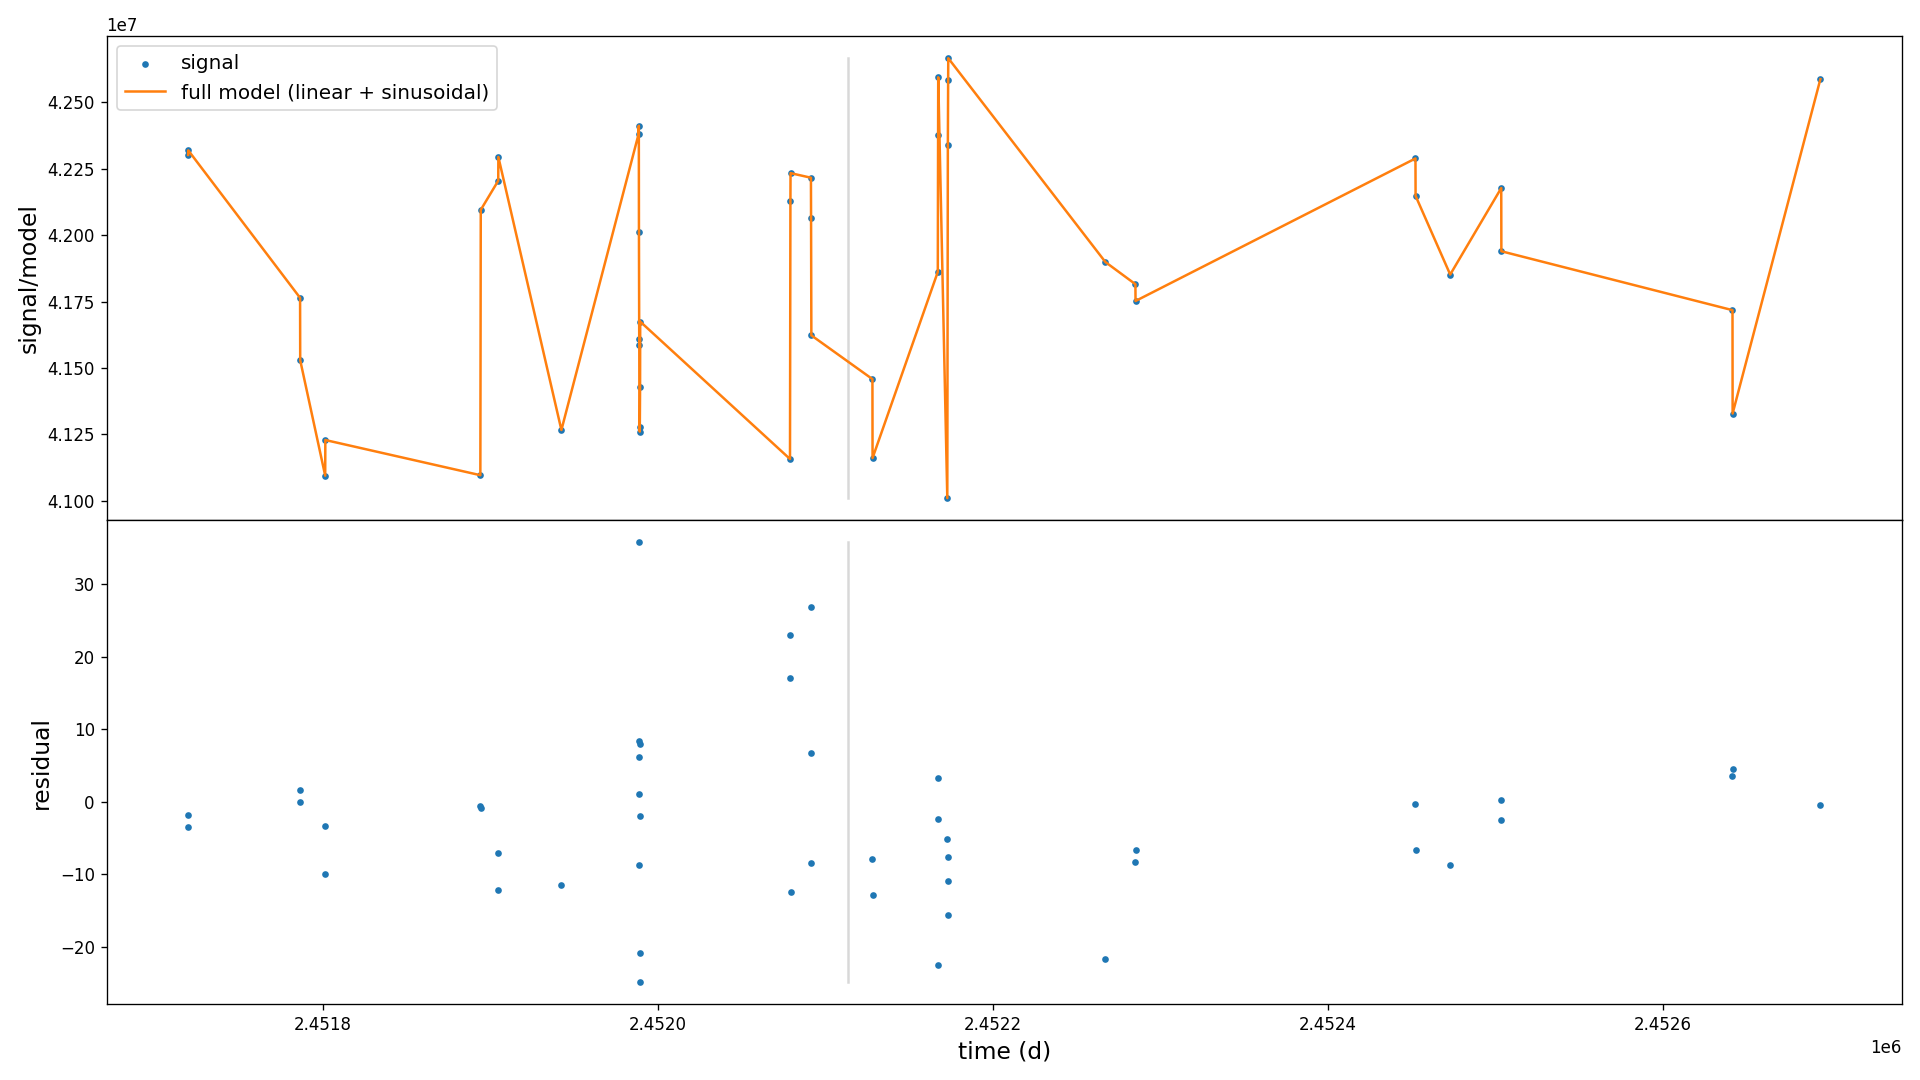 1e7
signal
full model (linear + sinusoidal)
signal/model
4.250
4.225
4.200
4.175
4.150
4.125
4.100
residual
30
20
10
0
−10
−20
2.4518
2.4520
2.4522
2.4524
2.4526
time (d)
1e6